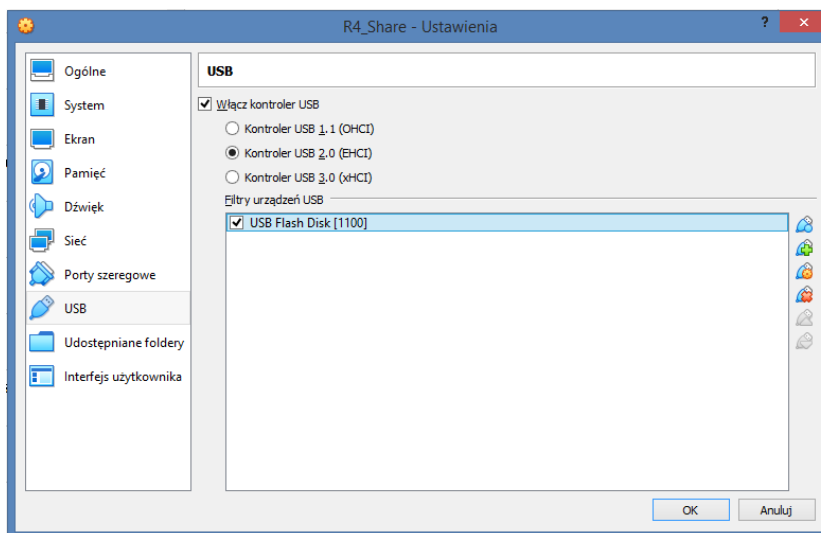 R4_Share - Ustawienia
?
Ogólne
System
Ekran
Pamięć
Dźwięk
Sieć
Porty szeregowe
USB
Udostępniane foldery
Interfejs użytkownika
USB
Włącz kontroler USB
Kontroler USB 1.1 (OHCI)
Kontroler USB 2.0 (EHCI)
Kontroler USB 3.0 (xHCI)
Filtry urządzeń USB
USB Flash Disk [1100]
OK
Anuluj